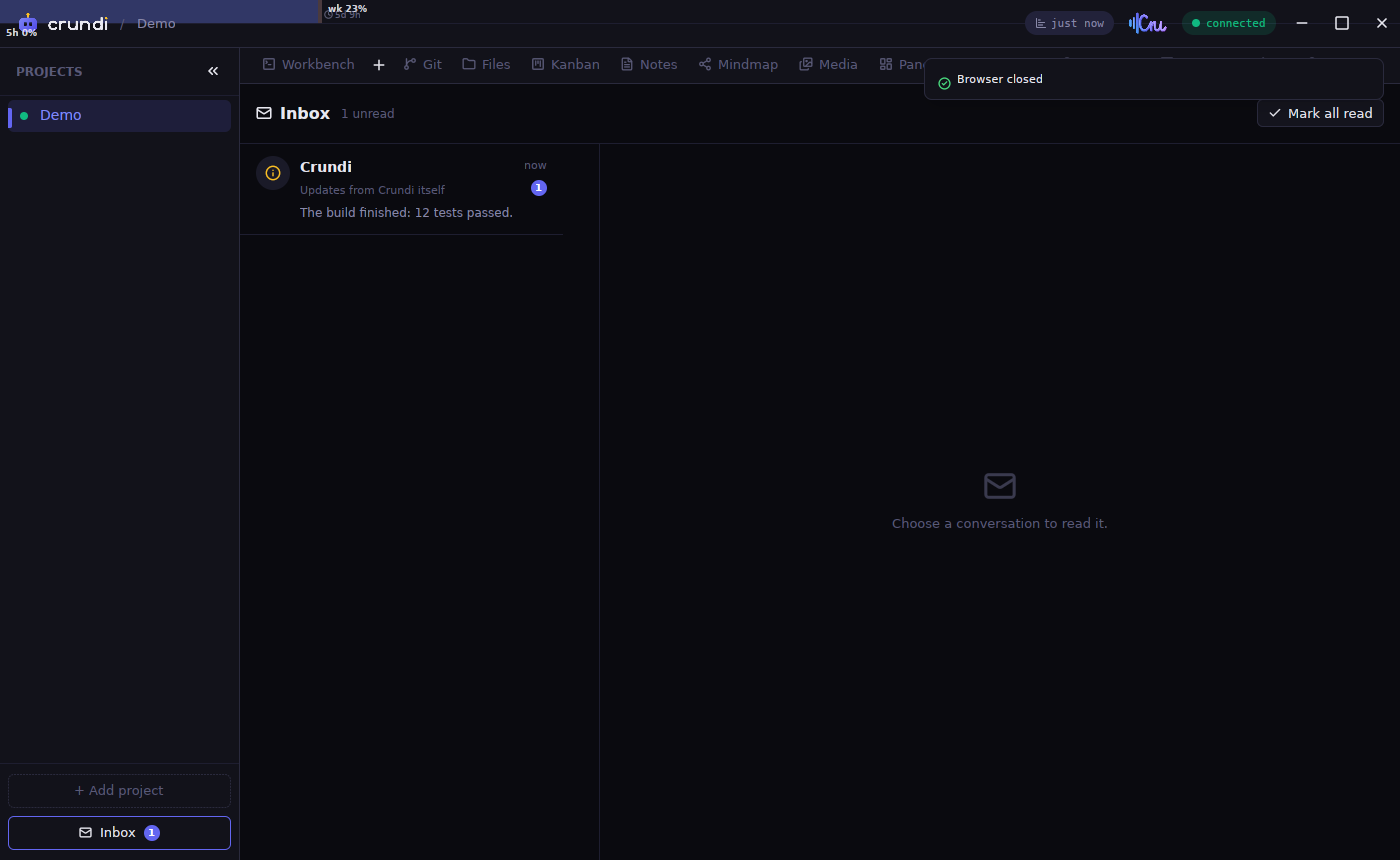 wk 23%
5d 9h
5h 0%
crundi / Demo
just now
Cru
connected
PROJECTS
Workbench
Git
Files
Kanban
Notes
Mindmap
Media
Browser closed
Demo
Inbox 1 unread
Mark all read
Crundi
now
Updates from Crundi itself
1
The build finished: 12 tests passed.
Choose a conversation to read it.
+ Add project
Inbox 1